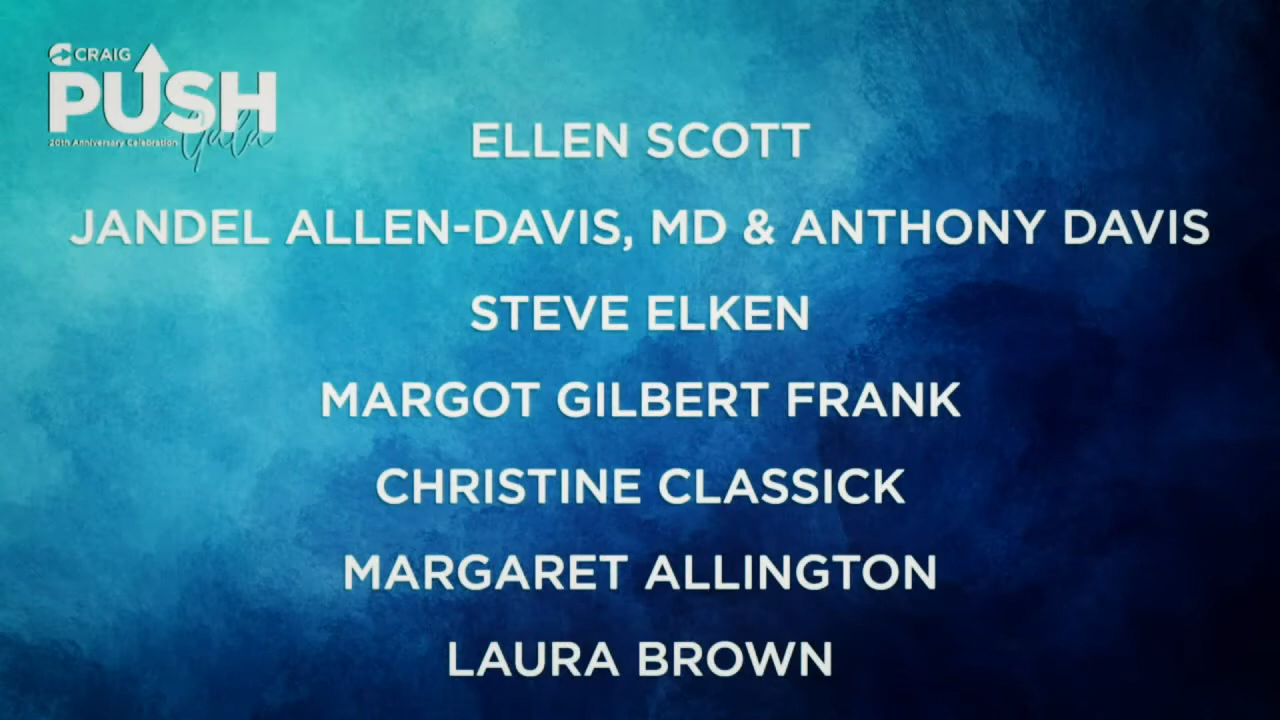 CRAIG
PUSH
Gala
20th Anniversary Celebration
ELLEN SCOTT
JANDEL ALLEN-DAVIS, MD & ANTHONY DAVIS
STEVE ELKEN
MARGOT GILBERT FRANK
CHRISTINE CLASSICK
MARGARET ALLINGTON
LAURA BROWN